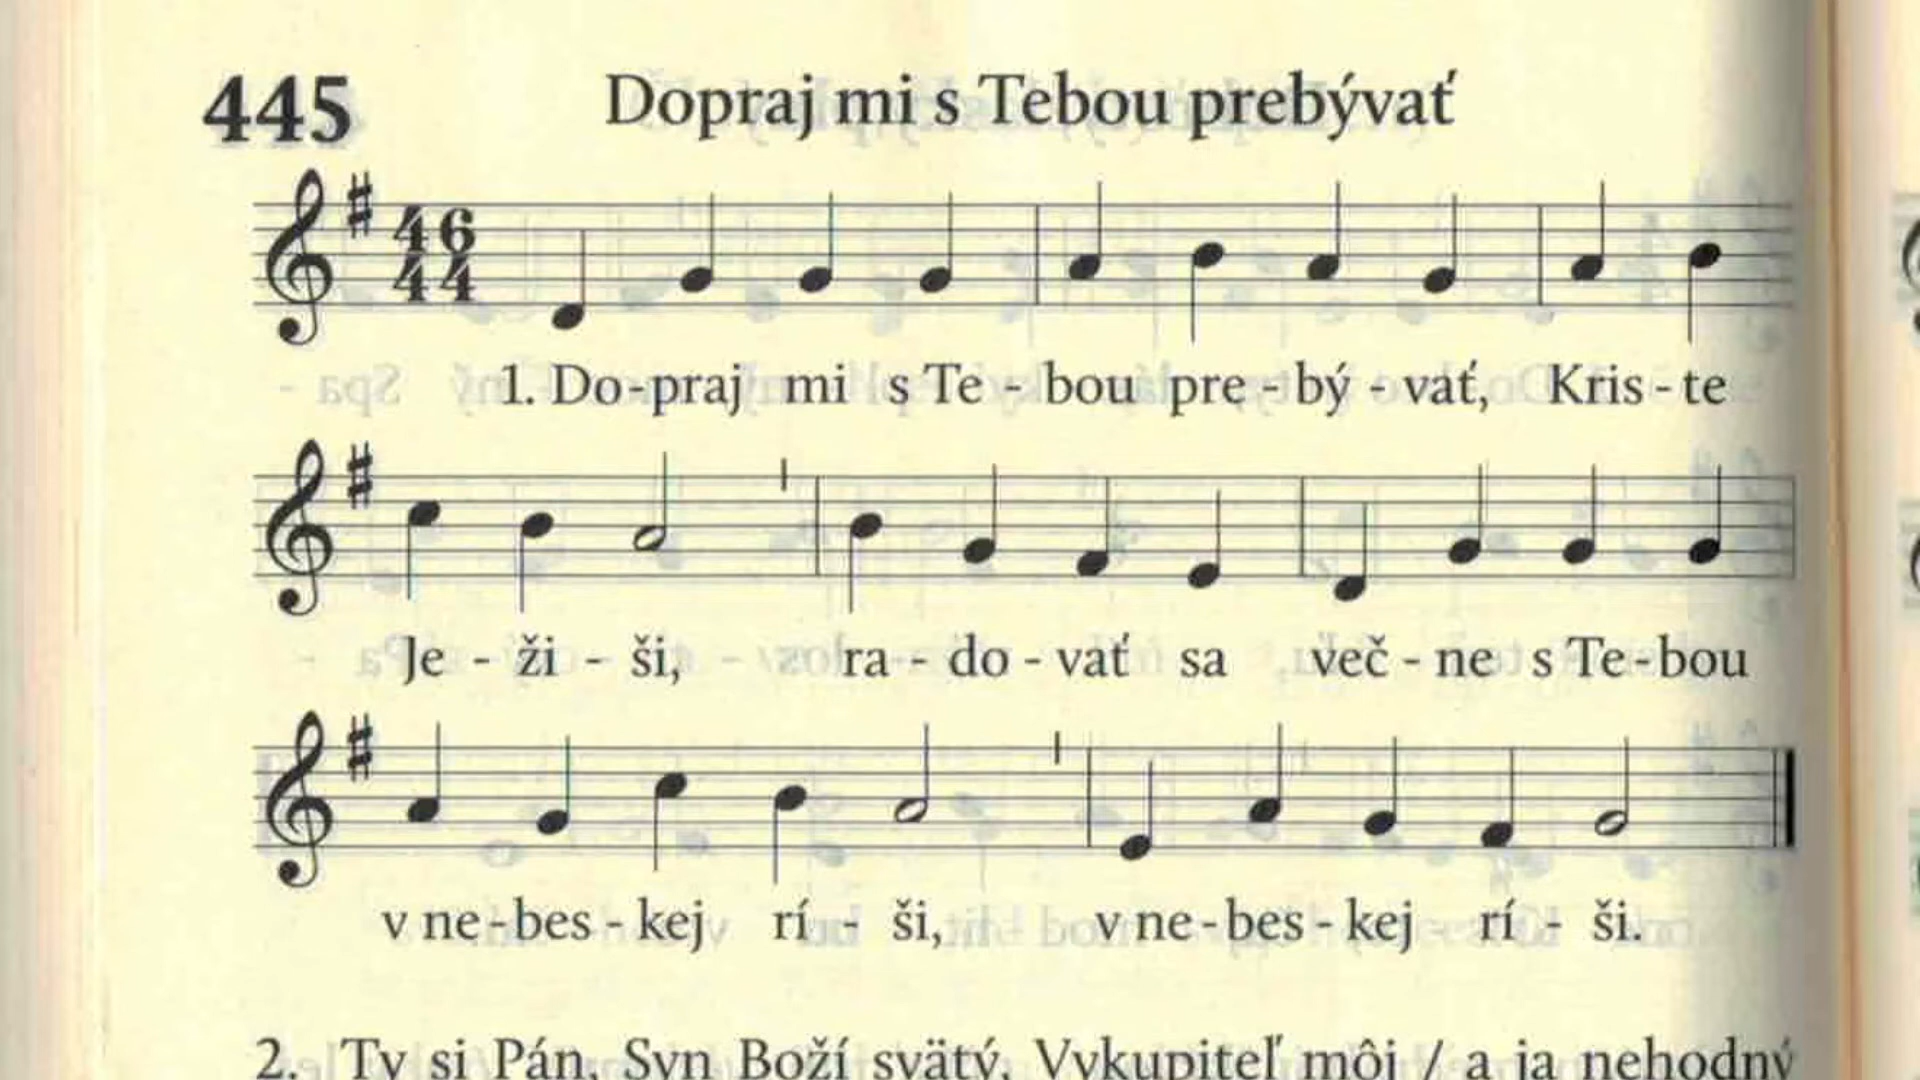 445 Dopraj mi s Tebou prebývať
46
44
1. Do-praj mi s Te - bou pre - bý - vať, Kris - te
Je - ži - ši, ra - do - vať sa več - ne s Te - bou
v ne - bes - kej rí - ši, v ne - bes - kej rí - ši.
2. Ty si Pán, Syn Boží svätý, Vykupiteľ môj / a ja nehodný